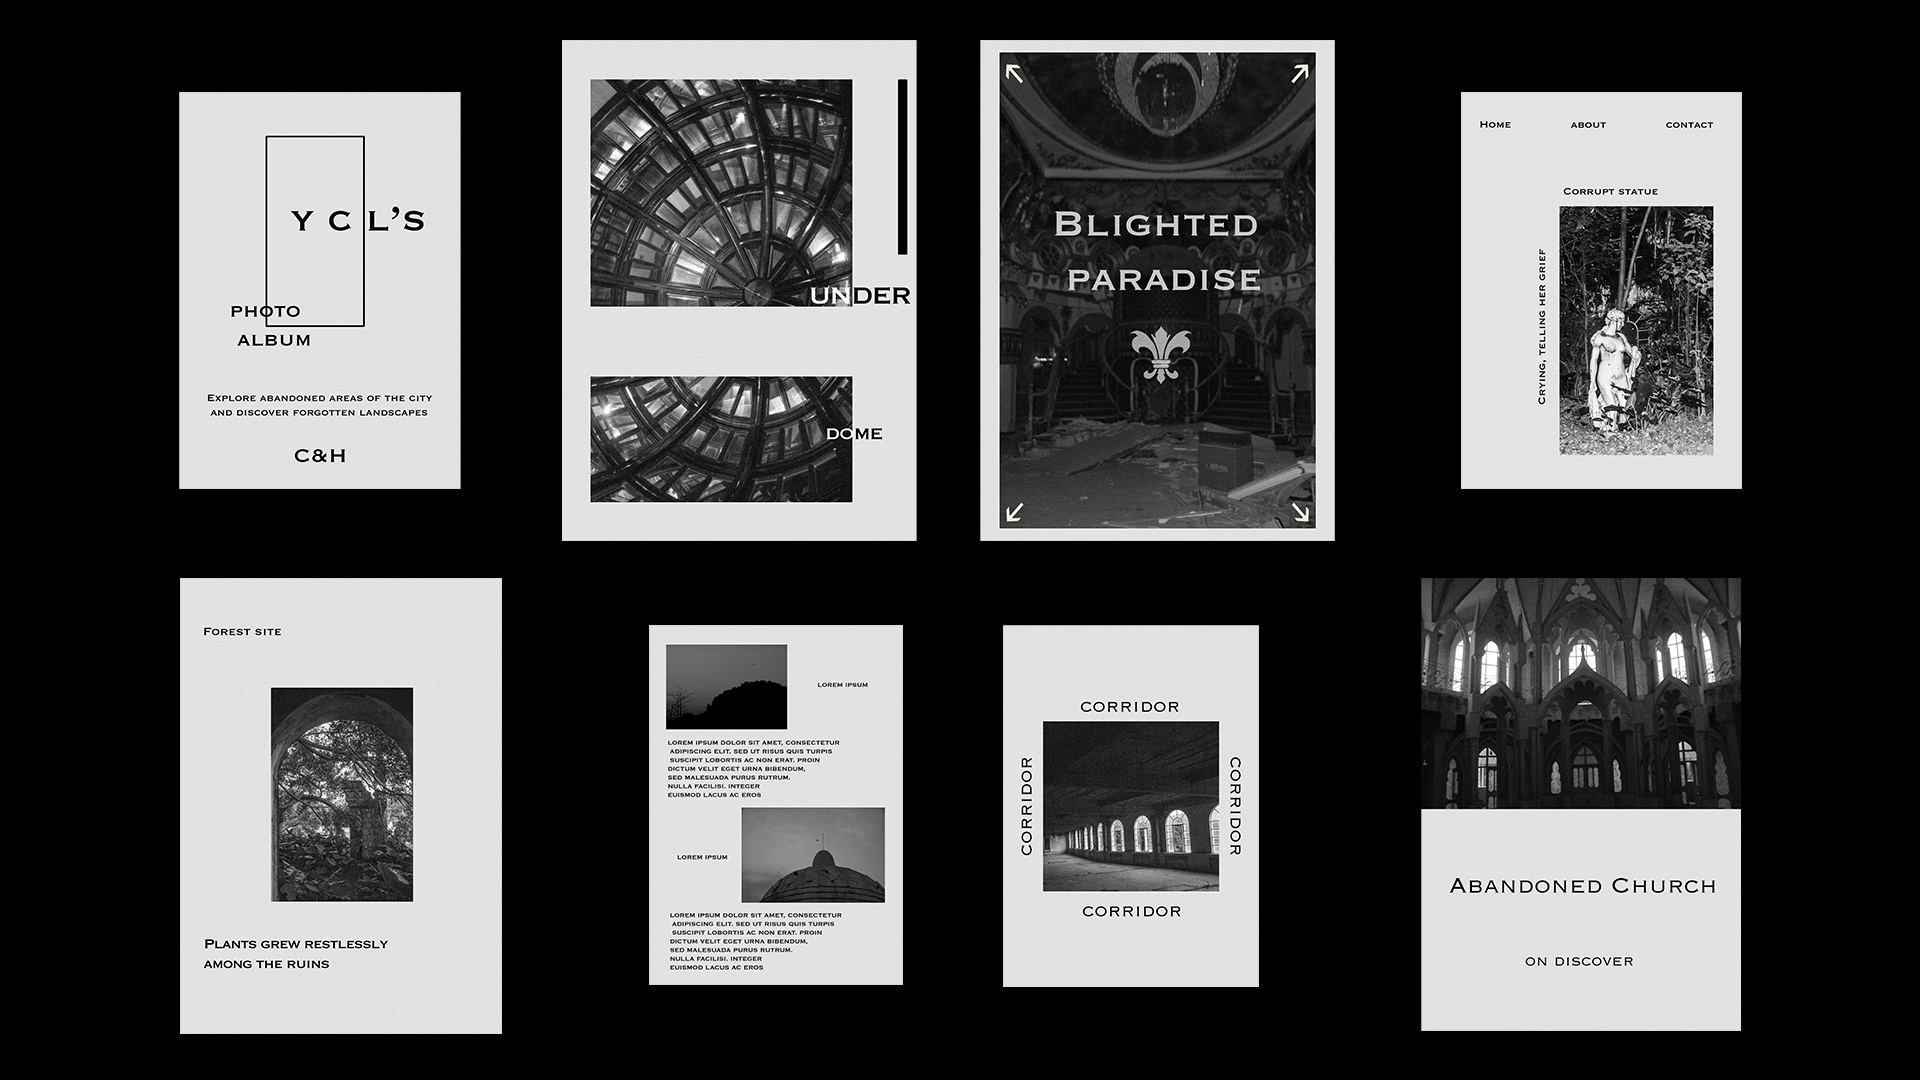 Y C L'S
PHOTO
ALBUM
EXPLORE ABANDONED AREAS OF THE CITY
AND DISCOVER FORGOTTEN LANDSCAPES
C&H
UNDER
DOME
BLIGHTED
PARADISE
HOME ABOUT CONTACT
CORRUPT STATUE
CRYING, TELLING HER GRIEF
FOREST SITE
PLANTS GREW RESTLESSLY
AMONG THE RUINS
LOREM IPSUM
LOREM IPSUM DOLOR SIT AMET, CONSECTETUR
ADIPISCING ELIT. SED UT RISUS QUIS TURPIS
SUSCIPIT LOBORTIS AC NON ERAT. PROIN
DICTUM VELIT EGET URNA BIBENDUM,
SED MALESUADA PURUS RUTRUM.
NULLA FACILISI. INTEGER
EUISMOD LACUS AC EROS
LOREM IPSUM
LOREM IPSUM DOLOR SIT AMET, CONSECTETUR
ADIPISCING ELIT. SED UT RISUS QUIS TURPIS
SUSCIPIT LOBORTIS AC NON ERAT. PROIN
DICTUM VELIT EGET URNA BIBENDUM,
SED MALESUADA PURUS RUTRUM.
NULLA FACILISI. INTEGER
EUISMOD LACUS AC EROS
CORRIDOR
CORRIDOR
CORRIDOR
CORRIDOR
ABANDONED CHURCH
ON DISCOVER